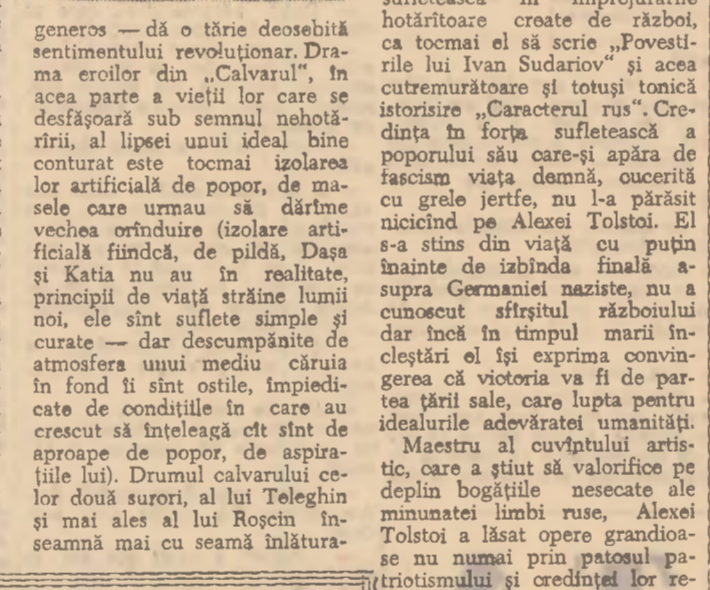 generos — dă o tărie deosebită
sentimentului revoluționar. Dra-
ma eroilor din „Calvarul“, în
acea parte a vieții lor care se
desfășoară sub semnul nehotă-
rîrii, al lipsei unui ideal bine
conturat este tocmai izolarea
lor artificială de popor, de ma-
sele care urmau să dărîme
vechea orînduire (izolare arti-
ficială fiindcă, de pildă, Dașa
și Katia nu au în realitate,
principii de viață străine lumii
noi, ele sînt suflete simple și
curate — dar descumpănite de
atmosfera unui mediu căruia
în fond îi sînt ostile, împiedi-
cate de condițiile în care au
crescut să înțeleagă cît sînt de
aproape de popor, de aspira-
țiile lui). Drumul calvarului ce-
lor două surori, al lui Teleghin
și mai ales al lui Roșcin în-
seamnă mai cu seamă înlătura-
sufletească în împrejurările
hotărîtoare create de război,
ca tocmai el să scrie „Povesti-
rile lui Ivan Sudariov“ și acea
cutremurătoare și totuși tonică
istorisire „Caracterul rus“. Cre-
dința în forța sufletească a
poporului său care-și apăra de
fascism viața demnă, cucerită
cu grele jertfe, nu l-a părăsit
nicicînd pe Alexei Tolstoi. El
s-a stins din viață cu puțin
înainte de izbînda finală a-
supra Germaniei naziste, nu a
cunoscut sfîrșitul războiului
dar încă în timpul marii în-
cleștări el își exprima convin-
gerea că victoria va fi de par-
tea țării sale, care lupta pentru
idealurile adevăratei umanități.
Maestru al cuvîntului artis-
tic, care a știut să valorifice pe
deplin bogățiile nesecate ale
minunatei limbi ruse, Alexei
Tolstoi a lăsat opere grandioa-
se nu numai prin patosul pa-
triotismului și credinței lor re-